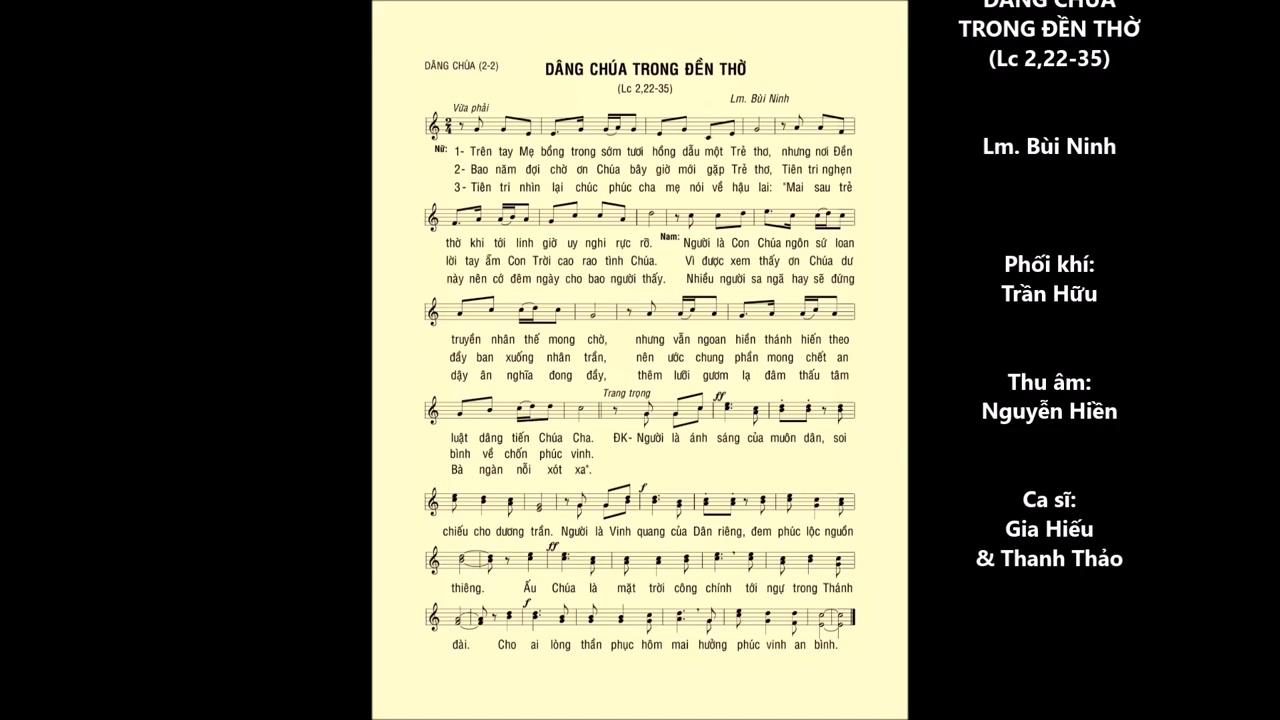 DÂNG CHÚA (2-2)
DÂNG CHÚA TRONG ĐỀN THỜ
(Lc 2,22-35)
Lm. Bùi Ninh
Vừa phải
Nữ: 1- Trên tay Mẹ bồng trong sớm tươi hồng dẫu một Trẻ thơ, nhưng nơi Đền
2- Bao năm đợi chờ ơn Chúa bây giờ mới gặp Trẻ thơ, Tiên tri nghẹn
3- Tiên tri nhìn lại chúc phúc cha mẹ nói về hậu lai: "Mai sau trẻ
thờ khi tới linh giờ uy nghi rực rỡ. Nam: Người là Con Chúa ngôn sứ loan
lời tay ẵm Con Trời cao rao tình Chúa. Vì được xem thấy ơn Chúa dư
này nên cớ đêm ngày cho bao người thấy. Nhiều người sa ngã hay sẽ đứng
truyền nhân thế mong chờ, nhưng vẫn ngoan hiền thánh hiến theo
đầy ban xuống nhân trần, nên ước chung phần mong chết an
dậy ân nghĩa đong đầy, thêm lưỡi gươm lạ đâm thấu tâm
Trang trọng
ff
luật dâng tiến Chúa Cha. ĐK- Người là ánh sáng của muôn dân, soi
bình về chốn phúc vinh.
Bà ngàn nỗi xót xa".
f
chiếu cho dương trần. Người là Vinh quang của Dân riêng, đem phúc lộc nguồn
ff
thiêng. Ấu Chúa là mặt trời công chính tới ngự trong Thánh
f
đài. Cho ai lòng thần phục hôm mai hưởng phúc vinh an bình.
DÂNG CHÚA
TRONG ĐỀN THỜ
(Lc 2,22-35)
Lm. Bùi Ninh
Phối khí:
Trần Hữu
Thu âm:
Nguyễn Hiền
Ca sĩ:
Gia Hiếu
& Thanh Thảo